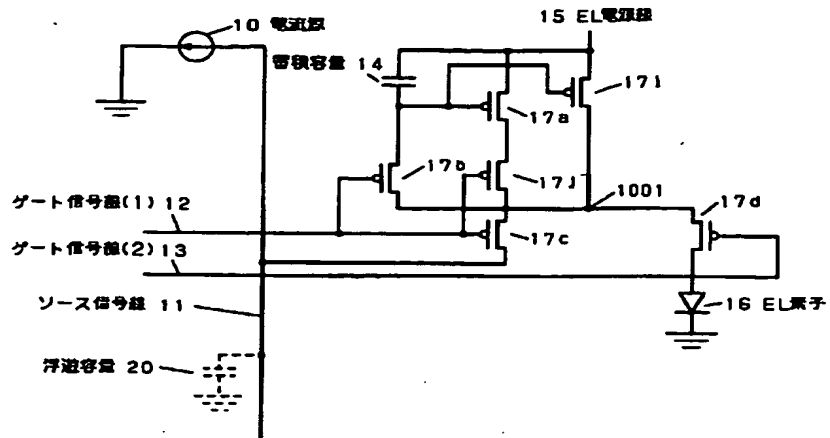 10 電流源
15 EL電源線
蓄積容量 14
17i
17a
17b
17j
1001
17d
ゲート信号線(1) 12
17c
ゲート信号線(2) 13
ソース信号線 11
16 EL素子
浮遊容量 20